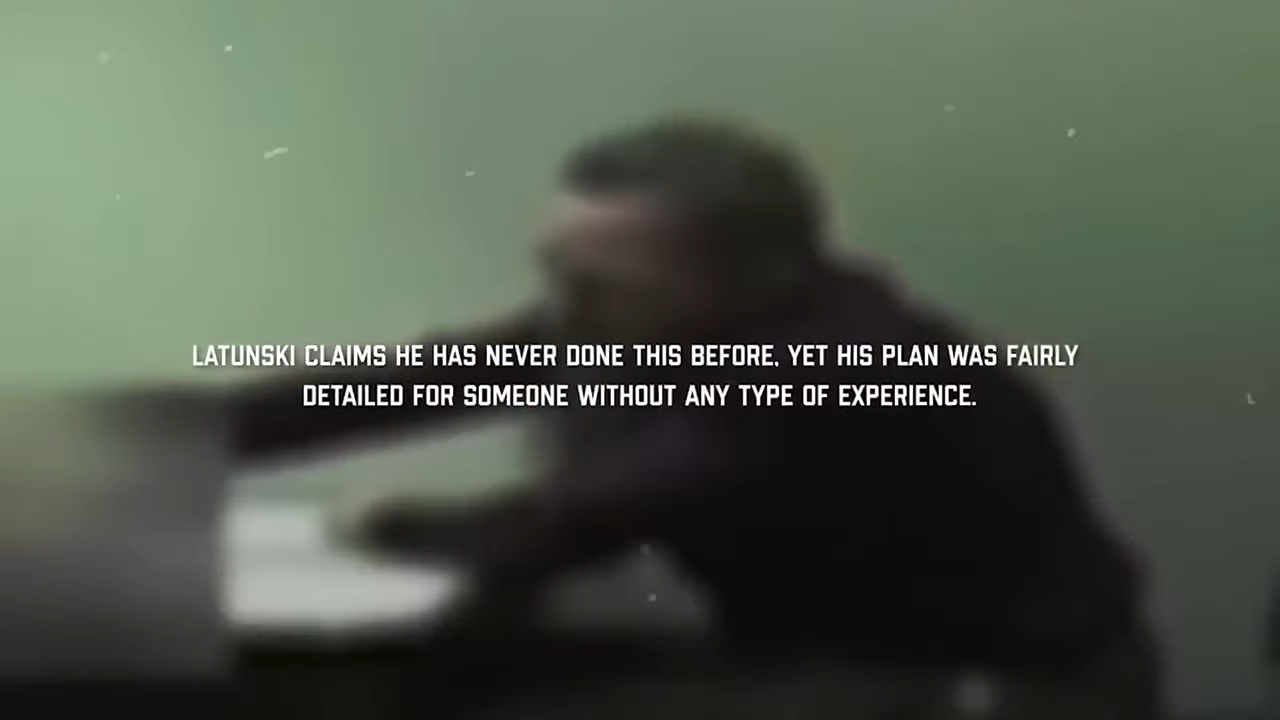 LATUNSKI CLAIMS HE HAS NEVER DONE THIS BEFORE, YET HIS PLAN WAS FAIRLY
DETAILED FOR SOMEONE WITHOUT ANY TYPE OF EXPERIENCE.